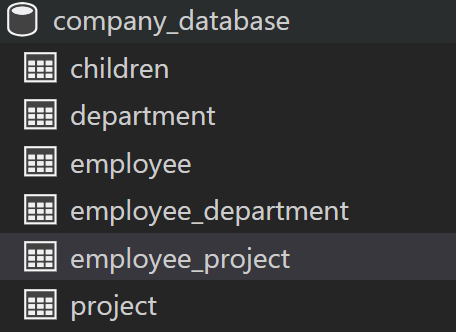 company_database
children
department
employee
employee_department
employee_project
project